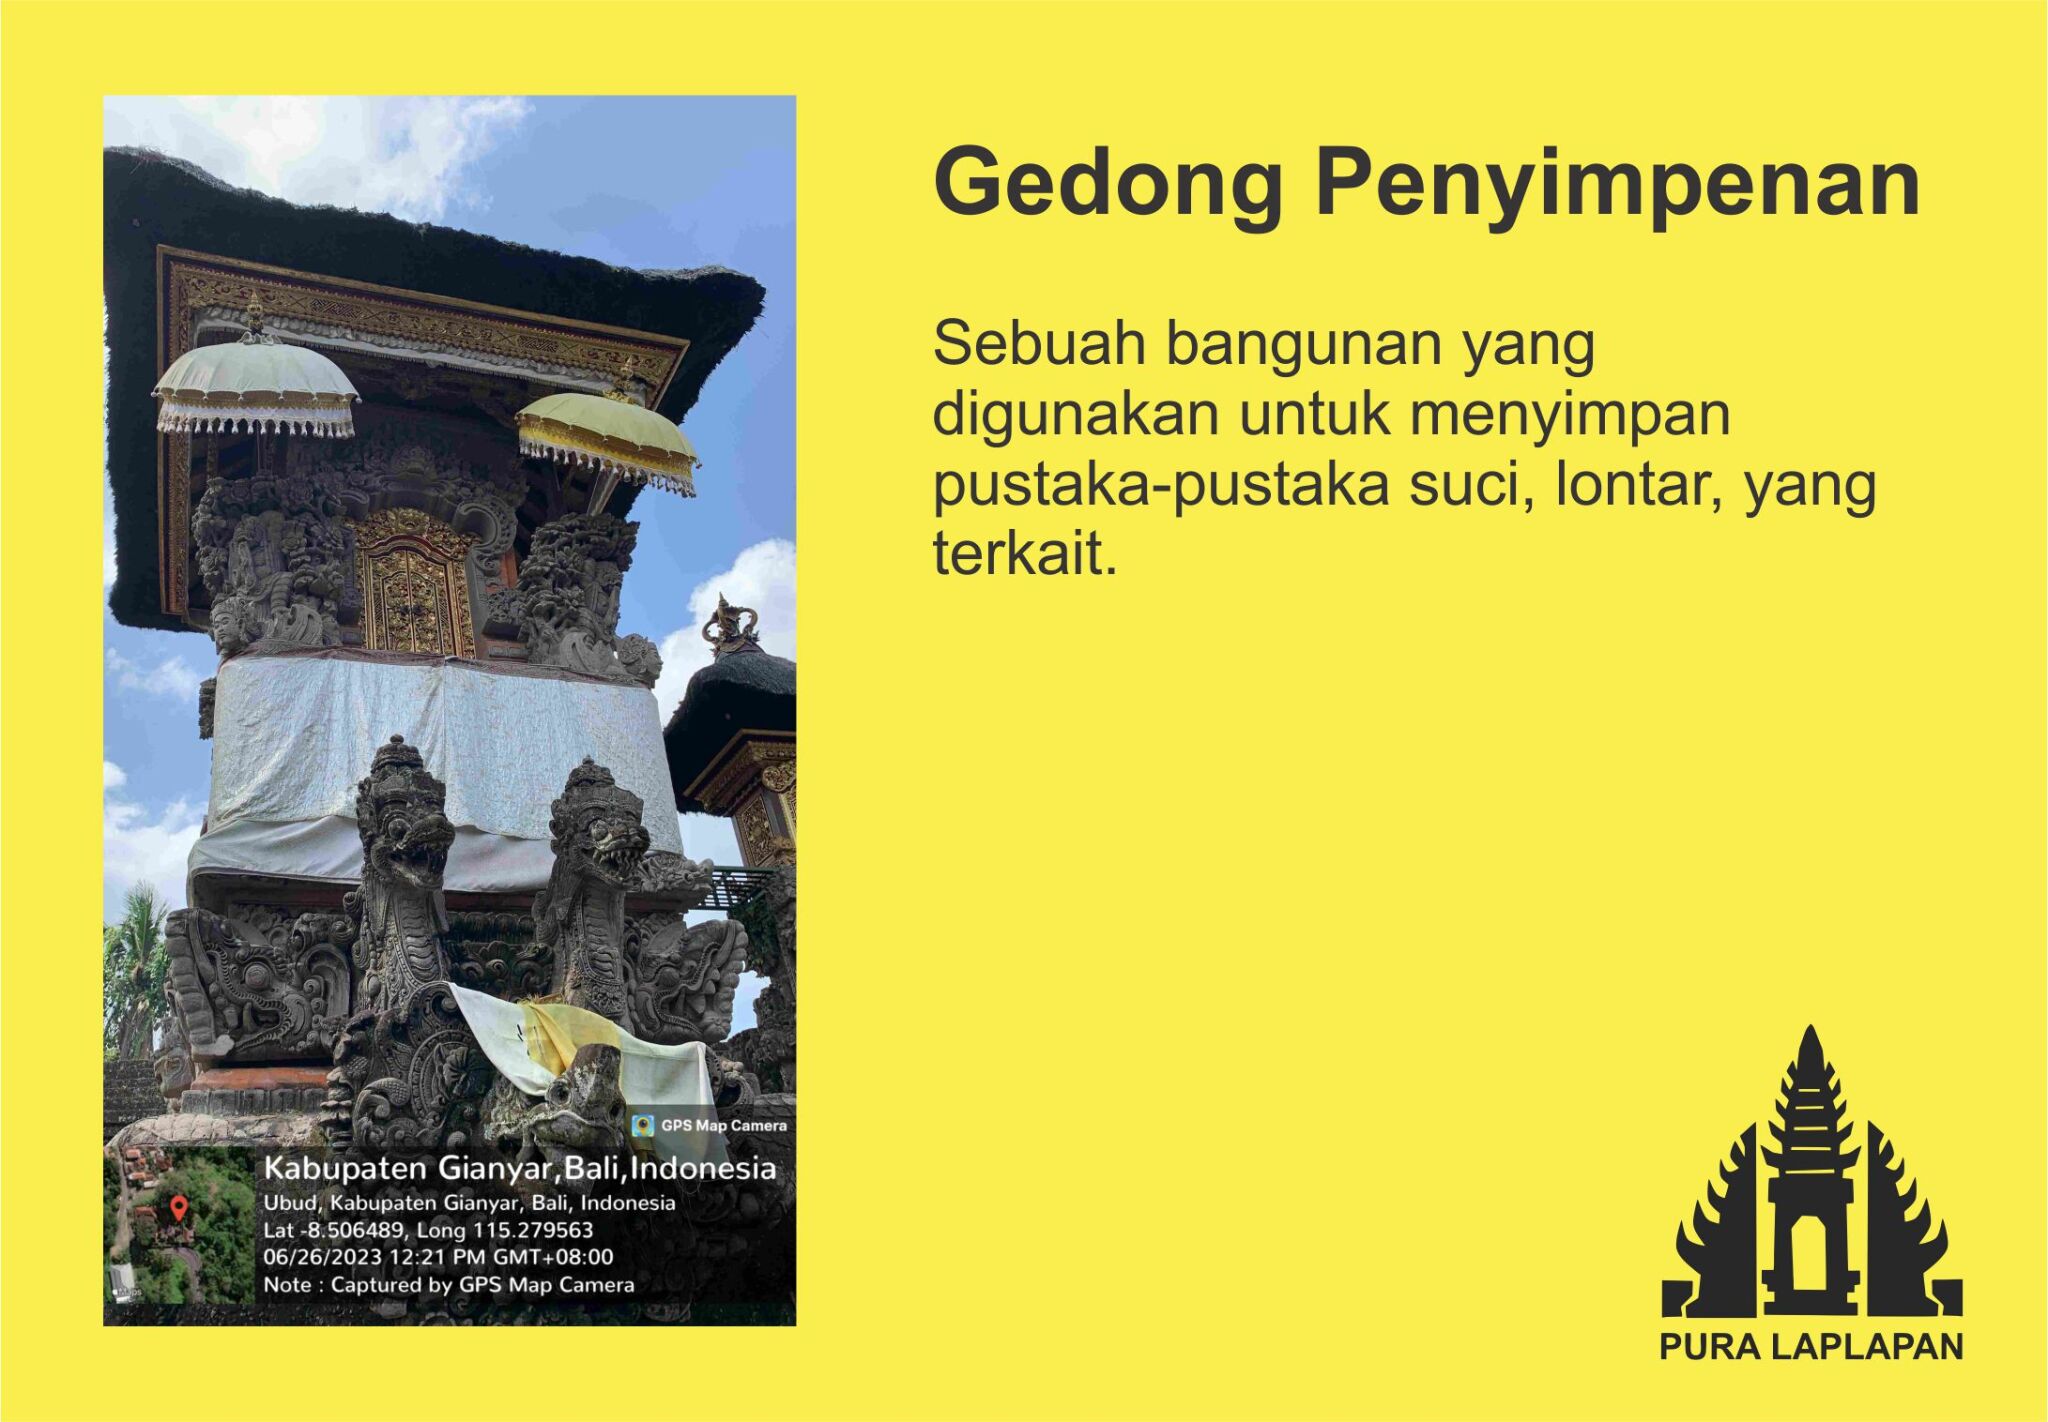 Gedong Penyimpenan
Sebuah bangunan yang
digunakan untuk menyimpan
pustaka-pustaka suci, lontar, yang
terkait.
GPS Map Camera
Kabupaten Gianyar,Bali,Indonesia
Ubud, Kabupaten Gianyar, Bali, Indonesia
Lat -8.506489, Long 115.279563
06/26/2023 12:21 PM GMT+08:00
Note : Captured by GPS Map Camera
PURA LAPLAPAN